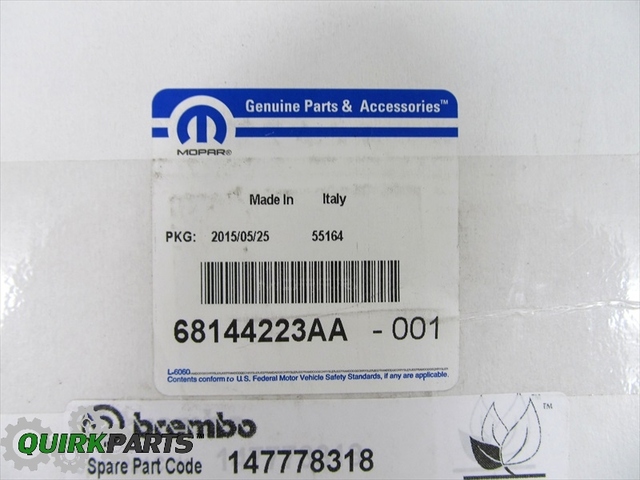 Genuine Parts & Accessories™
MOPAR®
Made In Italy
PKG: 2015/05/25 55164
68144223AA - 001
L-6060
Contents conform to U.S. Federal Motor Vehicle Safety Standards, if any are applicable.
brembo
TM
QUIRKPARTS
Spare Part Code 147778318